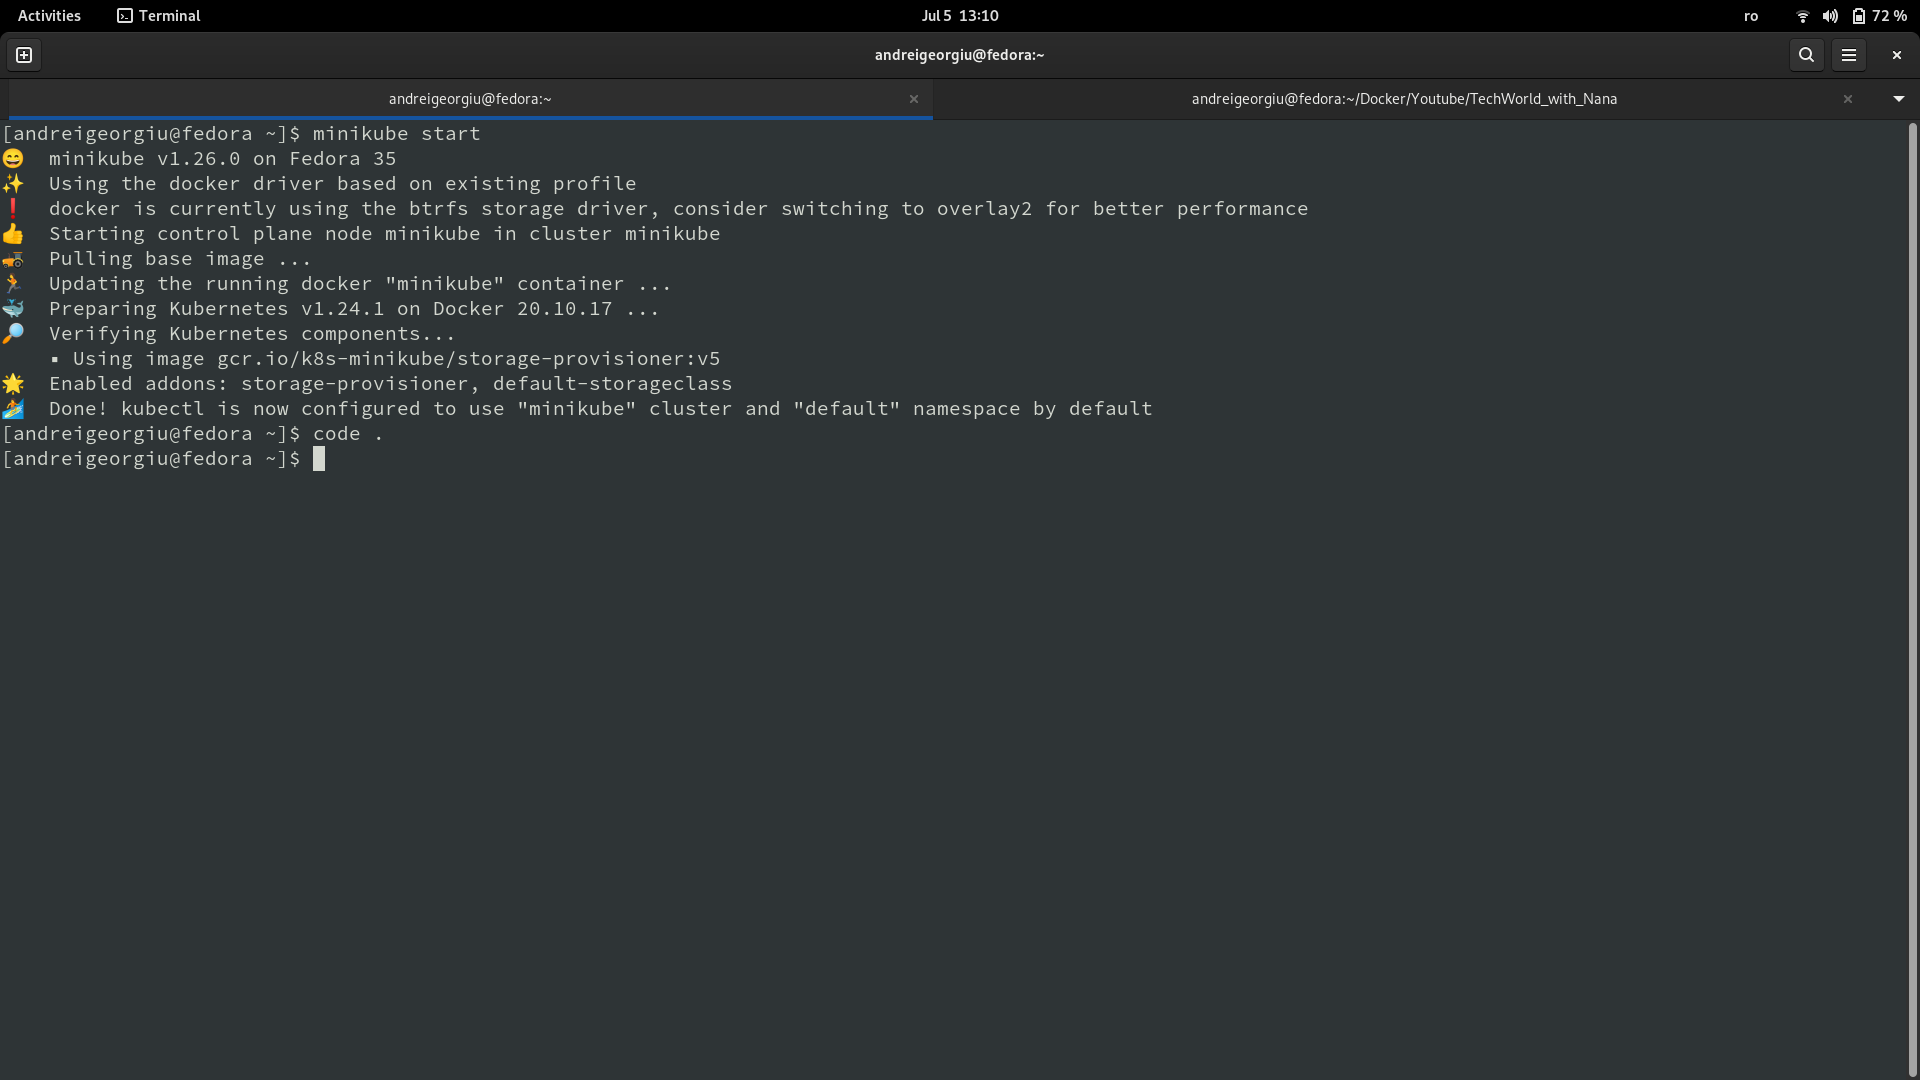 Activities Terminal Jul 5 13:10 ro 72 %
andreigeorgiu@fedora:~
andreigeorgiu@fedora:~ andreigeorgiu@fedora:~/Docker/Youtube/TechWorld_with_Nana
[andreigeorgiu@fedora ~]$ minikube start
😄 minikube v1.26.0 on Fedora 35
✨ Using the docker driver based on existing profile
❗ docker is currently using the btrfs storage driver, consider switching to overlay2 for better performance
👍 Starting control plane node minikube in cluster minikube
🚜 Pulling base image ...
🏃 Updating the running docker "minikube" container ...
🐳 Preparing Kubernetes v1.24.1 on Docker 20.10.17 ...
🔎 Verifying Kubernetes components...
▪ Using image gcr.io/k8s-minikube/storage-provisioner:v5
🌟 Enabled addons: storage-provisioner, default-storageclass
🏄 Done! kubectl is now configured to use "minikube" cluster and "default" namespace by default
[andreigeorgiu@fedora ~]$ code .
[andreigeorgiu@fedora ~]$